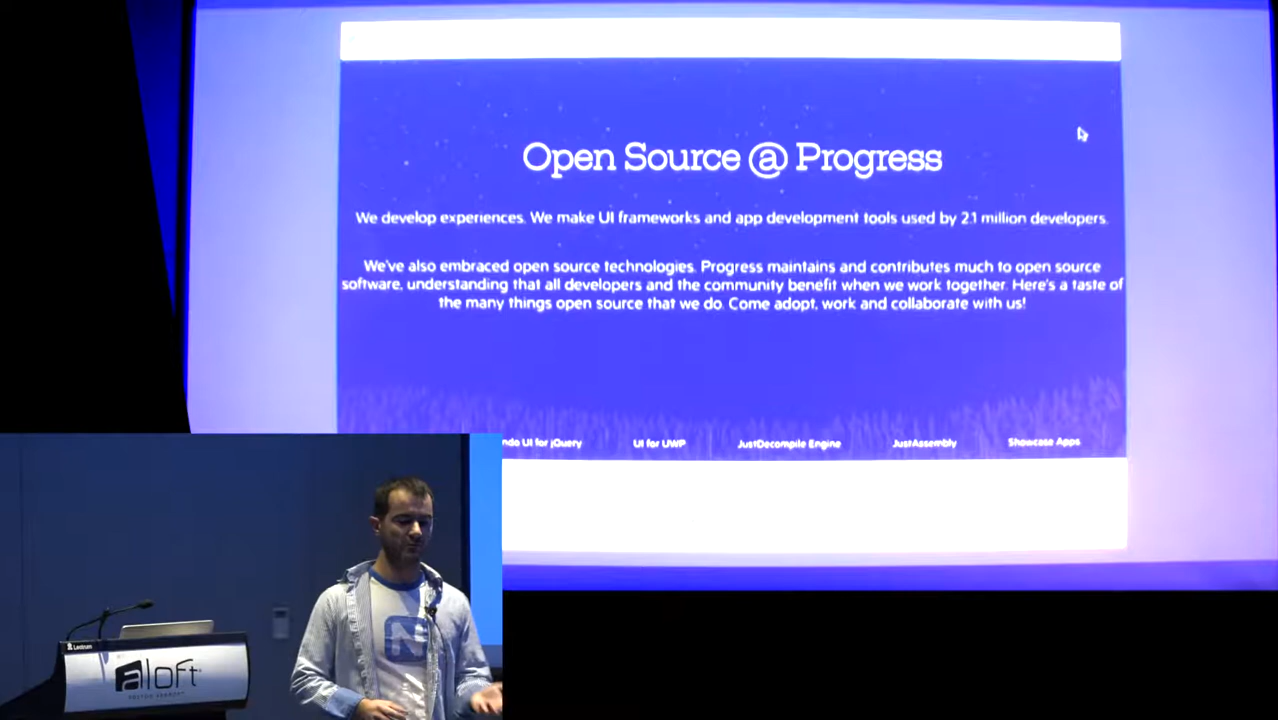 Open Source @ Progress
We develop experiences. We make UI frameworks and app development tools used by 2.1 million developers.
We've also embraced open source technologies. Progress maintains and contributes much to open source
software, understanding that all developers and the community benefit when we work together. Here's a taste of
the many things open source that we do. Come adopt, work and collaborate with us!
ndo UI for jQuery UI for UWP JustDecompile Engine JustAssembly Showcase Apps
N
Lectrum
aloft